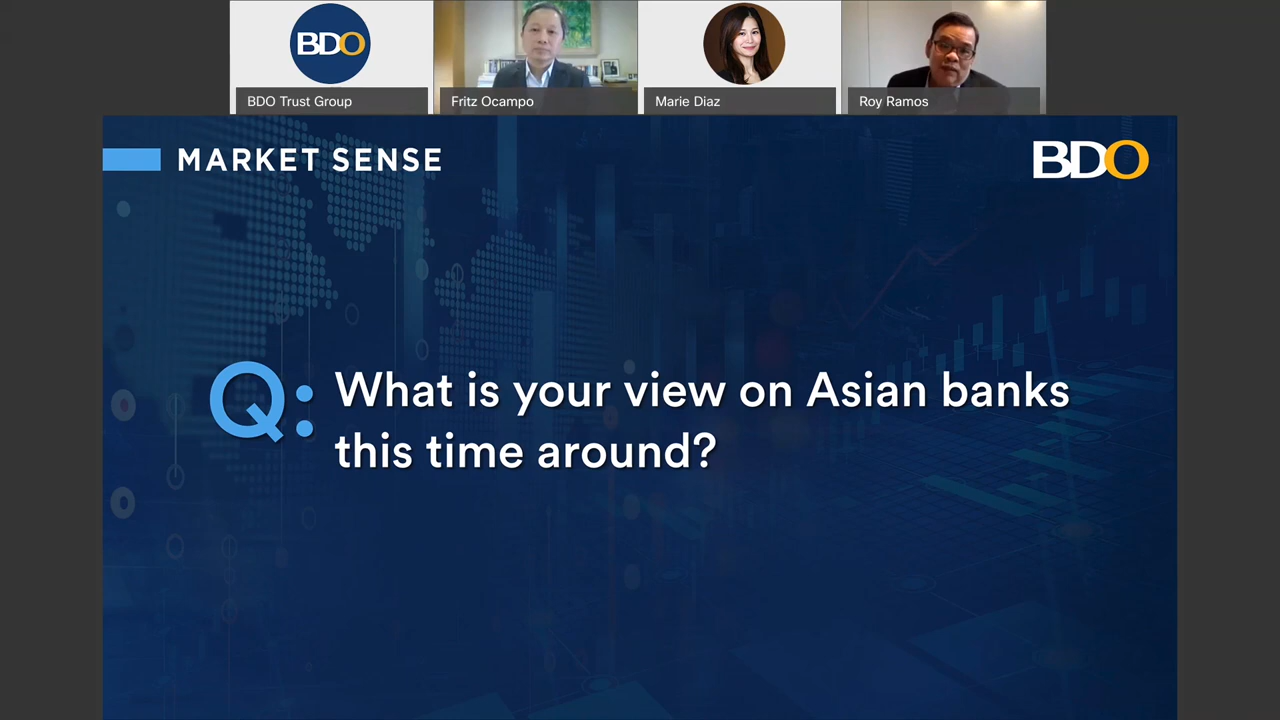 BDO
BDO Trust Group
Fritz Ocampo
Marie Diaz
Roy Ramos
MARKET SENSE
BDO
Q: What is your view on Asian banks
this time around?